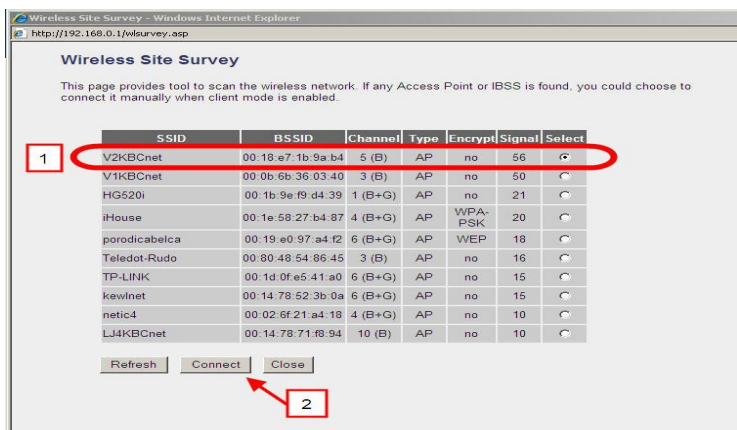 Wireless Site Survey - Windows Internet Explorer
http://192.168.0.1/wlsurvey.asp
Wireless Site Survey
This page provides tool to scan the wireless network. If any Access Point or IBSS is found, you could choose to
connect it manually when client mode is enabled.
SSID BSSID Channel Type Encrypt Signal Select
1
V2KBCnet 00:18:e7:1b:9a:b4 5 (B) AP no 56
V1KBCnet 00:0b:6b:36:03:40 3 (B) AP no 50
HG520i 00:1b:9e:f9:d4:39 1 (B+G) AP no 21
iHouse 00:1e:58:27:b4:87 4 (B+G) AP WPA-PSK 20
porodicabelca 00:19:e0:97:a4:f2 6 (B+G) AP WEP 18
Teledot-Rudo 00:80:48:54:86:45 3 (B) AP no 16
TP-LINK 00:1d:0f:e5:41:a0 6 (B+G) AP no 15
kewlnet 00:14:78:52:3b:0a 6 (B+G) AP no 15
netic4 00:02:6f:21:a4:18 4 (B+G) AP no 10
LJ4KBCnet 00:14:78:71:f8:94 10 (B) AP no 10
Refresh Connect Close
2